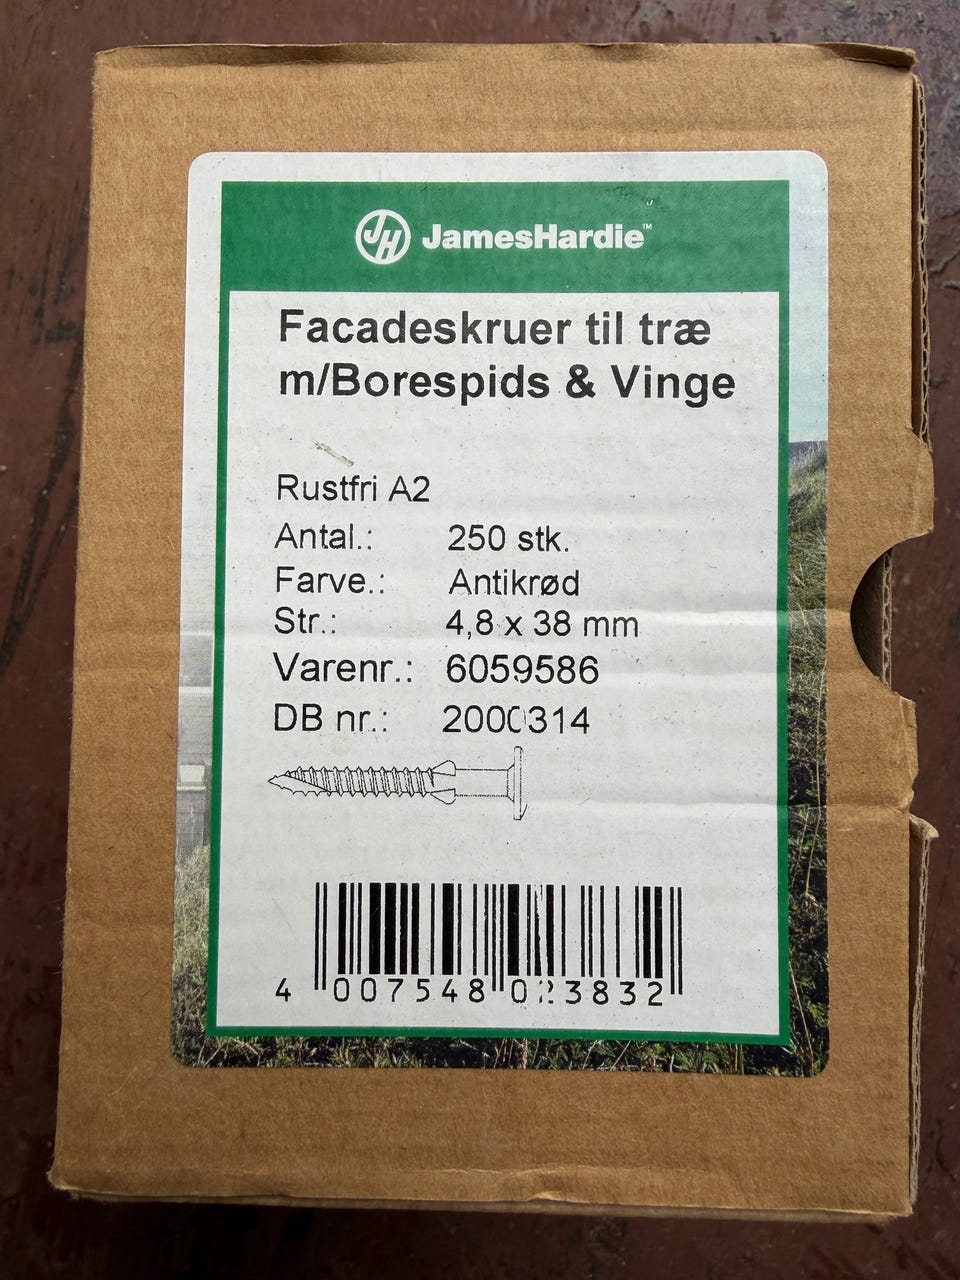 JH JamesHardie™
Facadeskruer til træ
m/Borespids & Vinge
Rustfri A2
Antal.: 250 stk.
Farve.: Antikrød
Str.: 4,8 x 38 mm
Varenr.: 6059586
DB nr.: 2000314
4 007548 023832